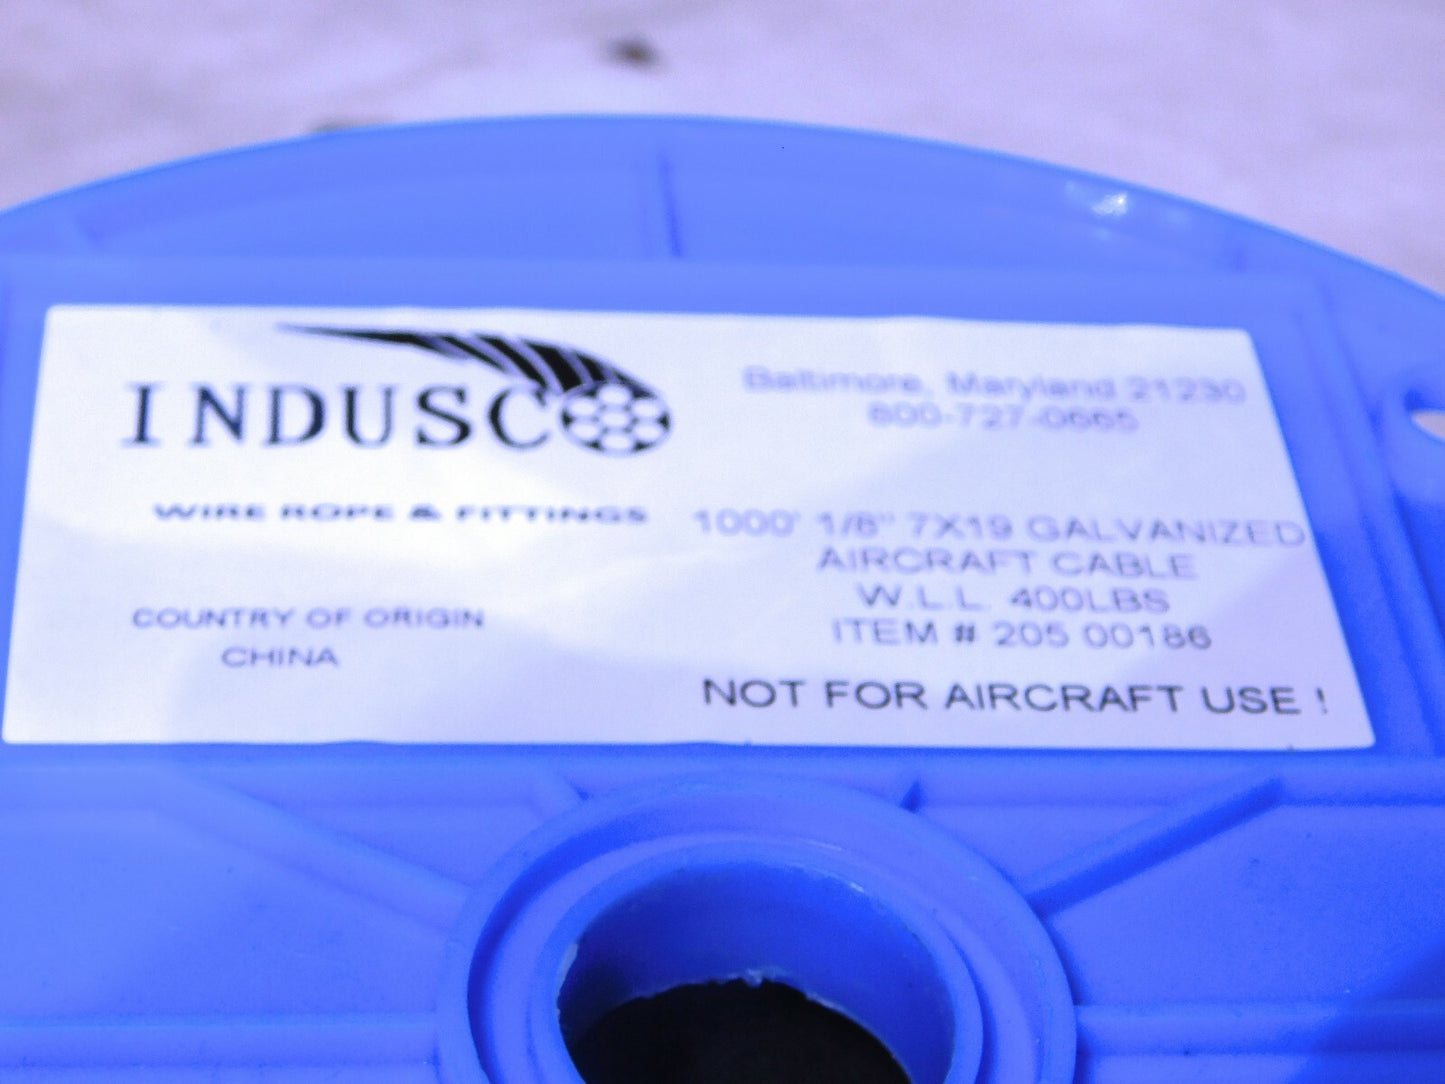 INDUSCO
WIRE ROPE & FITTINGS
COUNTRY OF ORIGIN
CHINA
Baltimore, Maryland 21230
800-727-0665
1000' 1/8" 7X19 GALVANIZED
AIRCRAFT CABLE
W.L.L. 400LBS
ITEM # 205 00186
NOT FOR AIRCRAFT USE !